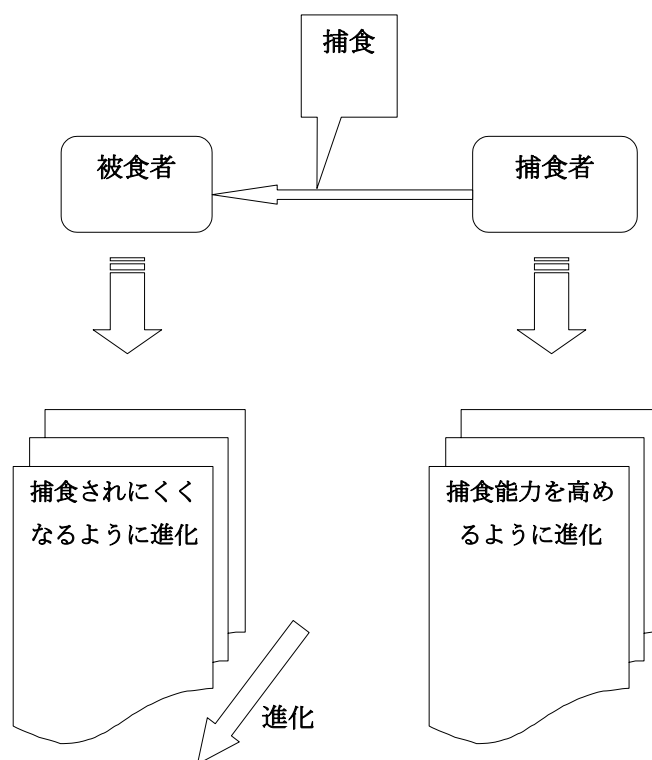 捕食
被食者
捕食者
捕食されにくく
なるように進化
捕食能力を高め
るように進化
進化